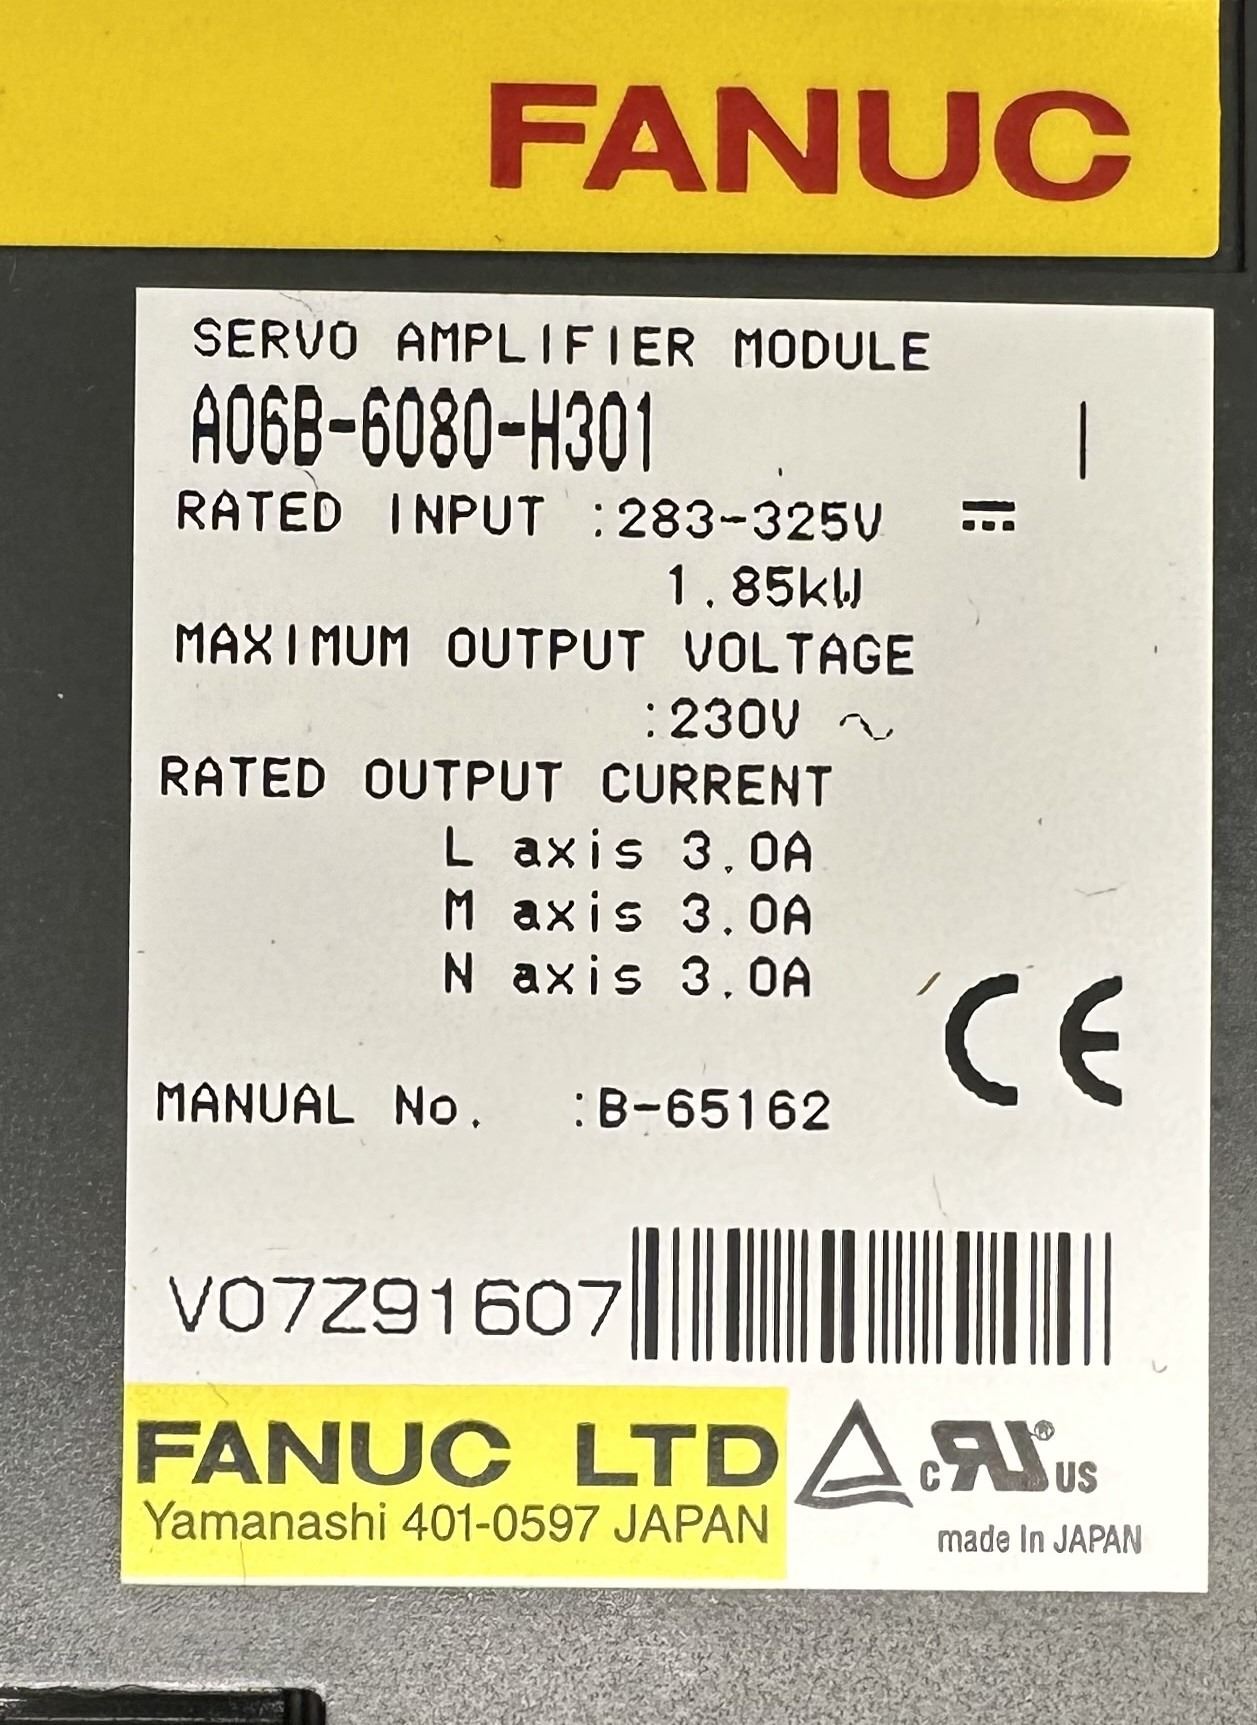 FANUC
SERVO AMPLIFIER MODULE
A06B-6080-H301 I
RATED INPUT :283-325V ⎓
1.85kW
MAXIMUM OUTPUT VOLTAGE
:230V ~
RATED OUTPUT CURRENT
L axis 3.0A
M axis 3.0A
N axis 3.0A
CE
MANUAL No. :B-65162
V07Z91607
FANUC LTD
Yamanashi 401-0597 JAPAN
c RU ® US
made In JAPAN